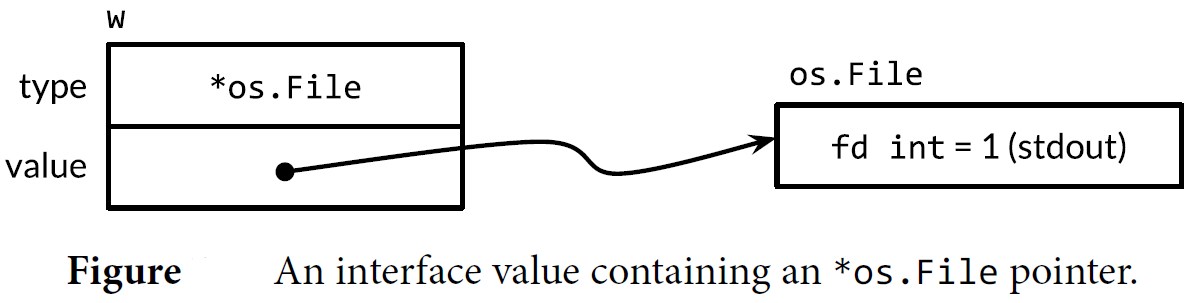 w
type *os.File
os.File
value
fd int = 1 (stdout)
Figure An interface value containing an *os.File pointer.